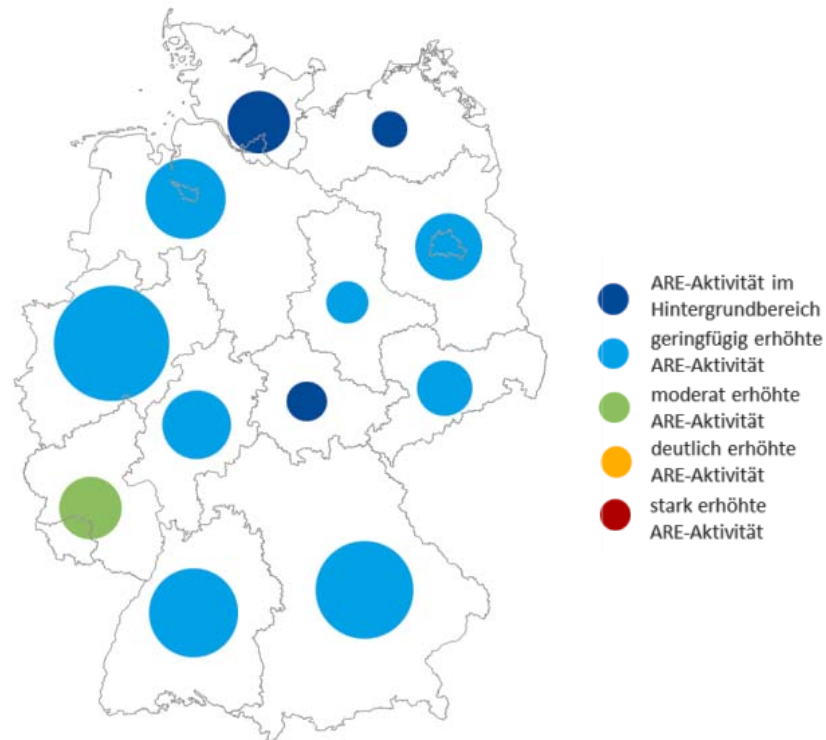 ARE-Aktivität im
Hintergrundbereich
geringfügig erhöhte
ARE-Aktivität
moderat erhöhte
ARE-Aktivität
deutlich erhöhte
ARE-Aktivität
stark erhöhte
ARE-Aktivität